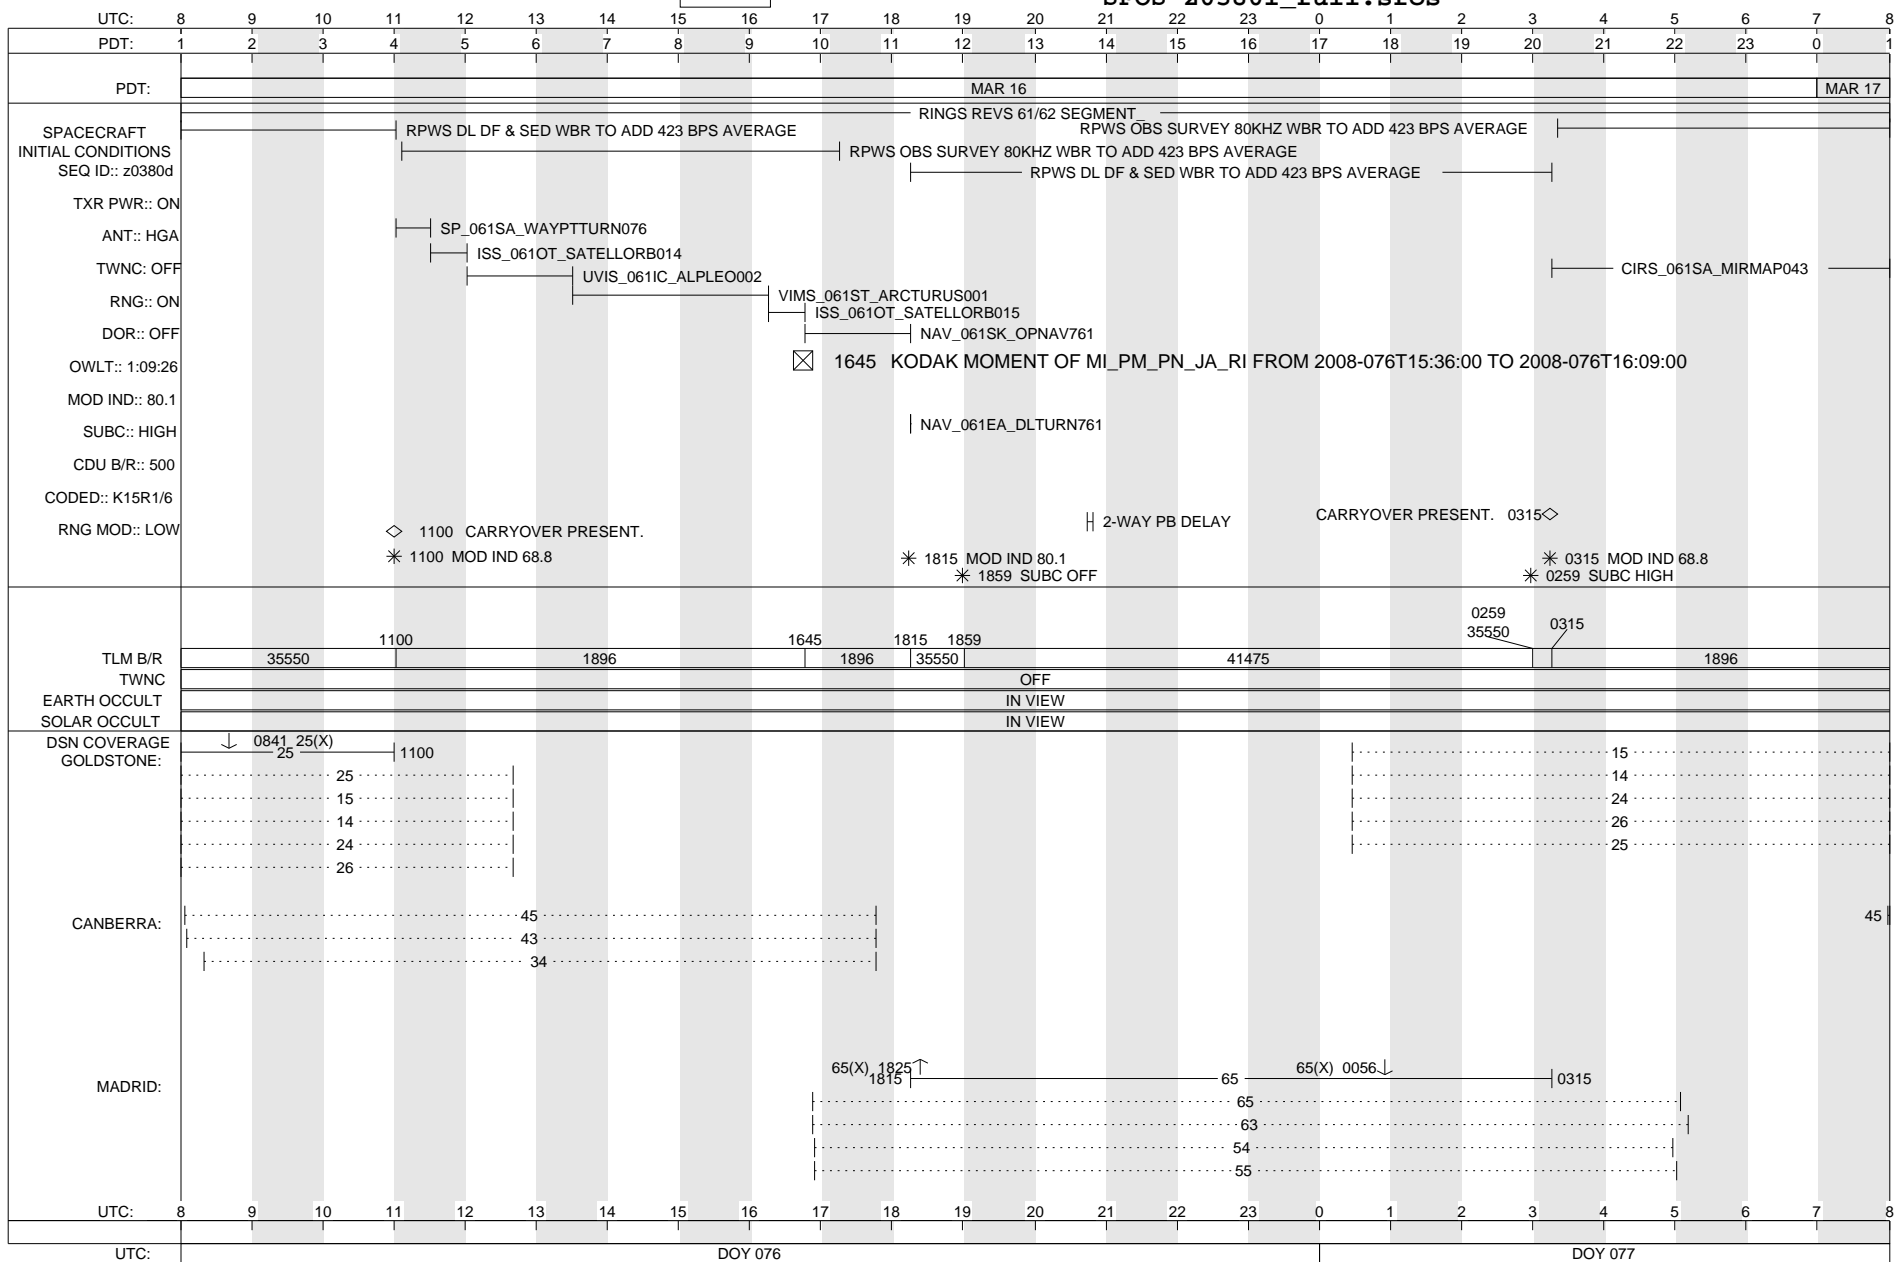 UTC: 8 9 10 11 12 13 14 15 16 17 18 19 20 21 22 23 0 1 2 3 4 5 6 7 8
PDT: 1 2 3 4 5 6 7 8 9 10 11 12 13 14 15 16 17 18 19 20 21 22 23 0 1
PDT: MAR 16 MAR 17
RINGS REVS 61/62 SEGMENT_
SPACECRAFT
INITIAL CONDITIONS
SEQ ID:: z0380d
TXR PWR:: ON
ANT:: HGA
TWNC: OFF
RNG:: ON
DOR:: OFF
OWLT:: 1:09:26
MOD IND:: 80.1
SUBC:: HIGH
CDU B/R:: 500
CODED:: K15R1/6
RNG MOD:: LOW
RPWS DL DF & SED WBR TO ADD 423 BPS AVERAGE
RPWS OBS SURVEY 80KHZ WBR TO ADD 423 BPS AVERAGE
RPWS OBS SURVEY 80KHZ WBR TO ADD 423 BPS AVERAGE
RPWS DL DF & SED WBR TO ADD 423 BPS AVERAGE
SP_061SA_WAYPTTURN076
ISS_061OT_SATELLORB014
CIRS_061SA_MIRMAP043
UVIS_061IC_ALPLEO002
VIMS_061ST_ARCTURUS001
ISS_061OT_SATELLORB015
NAV_061SK_OPNAV761
1645 KODAK MOMENT OF MI_PM_PN_JA_RI FROM 2008-076T15:36:00 TO 2008-076T16:09:00
NAV_061EA_DLTURN761
2-WAY PB DELAY
CARRYOVER PRESENT. 0315
1100 CARRYOVER PRESENT.
1100 MOD IND 68.8
1815 MOD IND 80.1
0315 MOD IND 68.8
1859 SUBC OFF
0259 SUBC HIGH
0259
35550
0315
1100 1645 1815 1859
TLM B/R 35550 1896 1896 35550 41475 1896
TWNC OFF
EARTH OCCULT IN VIEW
SOLAR OCCULT IN VIEW
DSN COVERAGE
GOLDSTONE:
0841 25(X)
25 1100 15
25 14
15 24
14 26
24 25
26
CANBERRA:
45 45
43
34
MADRID:
65(X) 1825 65(X) 0056
1815 65 0315
65
63
54
55
UTC: 8 9 10 11 12 13 14 15 16 17 18 19 20 21 22 23 0 1 2 3 4 5 6 7 8
UTC: DOY 076 DOY 077